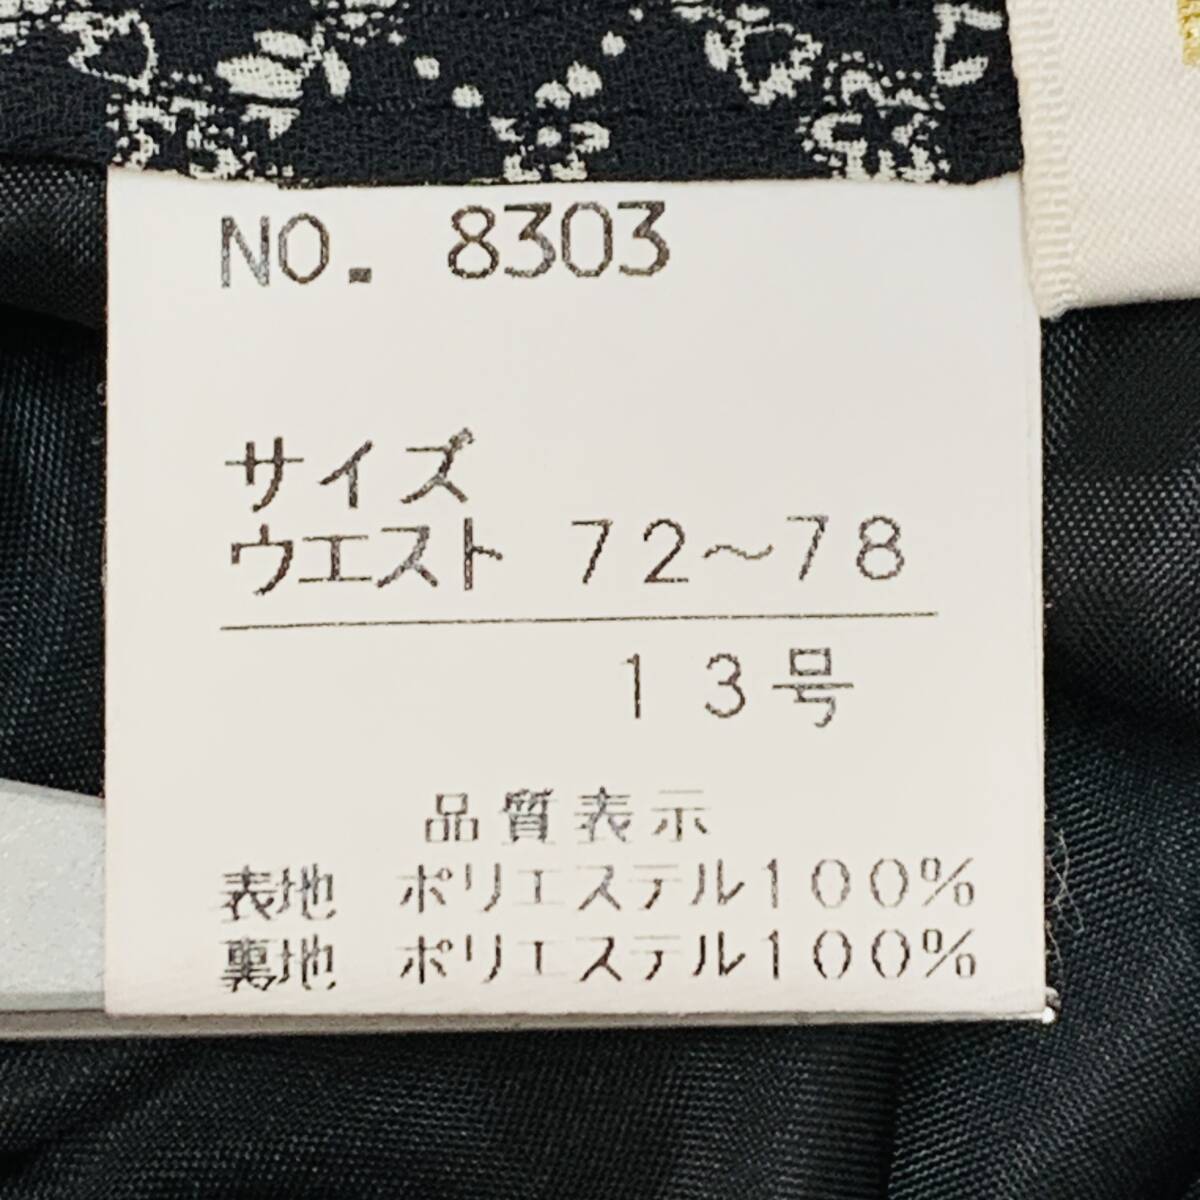 NO. 8303
サイズ
ウエスト 72〜78
13号
品質表示
表地 ポリエステル100%
裏地 ポリエステル100%